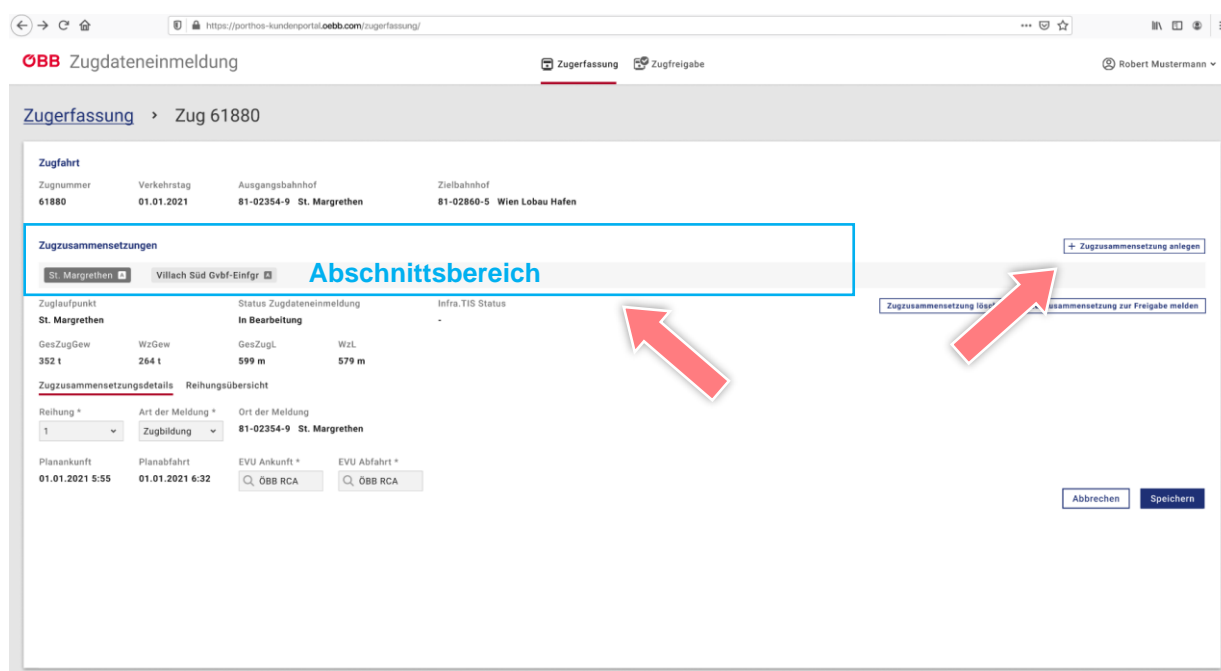 https://porthos-kundenportal.oebb.com/zugerfassung/
ÖBB Zugdateneinmeldung Zugerfassung Zugfreigabe Robert Mustermann
Zugerfassung › Zug 61880
Zugfahrt
Zugnummer Verkehrstag Ausgangsbahnhof Zielbahnhof
61880 01.01.2021 81-02354-9 St. Margrethen 81-02860-5 Wien Lobau Hafen
Zugzusammensetzungen + Zugzusammensetzung anlegen
St. Margrethen A Villach Süd Gvbf-Einfgr A Abschnittsbereich
Zuglaufpunkt Status Zugdateneinmeldung Infra.TIS Status Zugzusammensetzung zur Freigabe melden
St. Margrethen In Bearbeitung -
GesZugGew WzGew GesZugL WzL
352 t 264 t 599 m 579 m
Zugzusammensetzungsdetails Reihungsübersicht
Reihung * Art der Meldung * Ort der Meldung
1 Zugbildung 81-02354-9 St. Margrethen
Planankunft Planabfahrt EVU Ankunft * EVU Abfahrt *
01.01.2021 5:55 01.01.2021 6:32 ÖBB RCA ÖBB RCA
Abbrechen Speichern